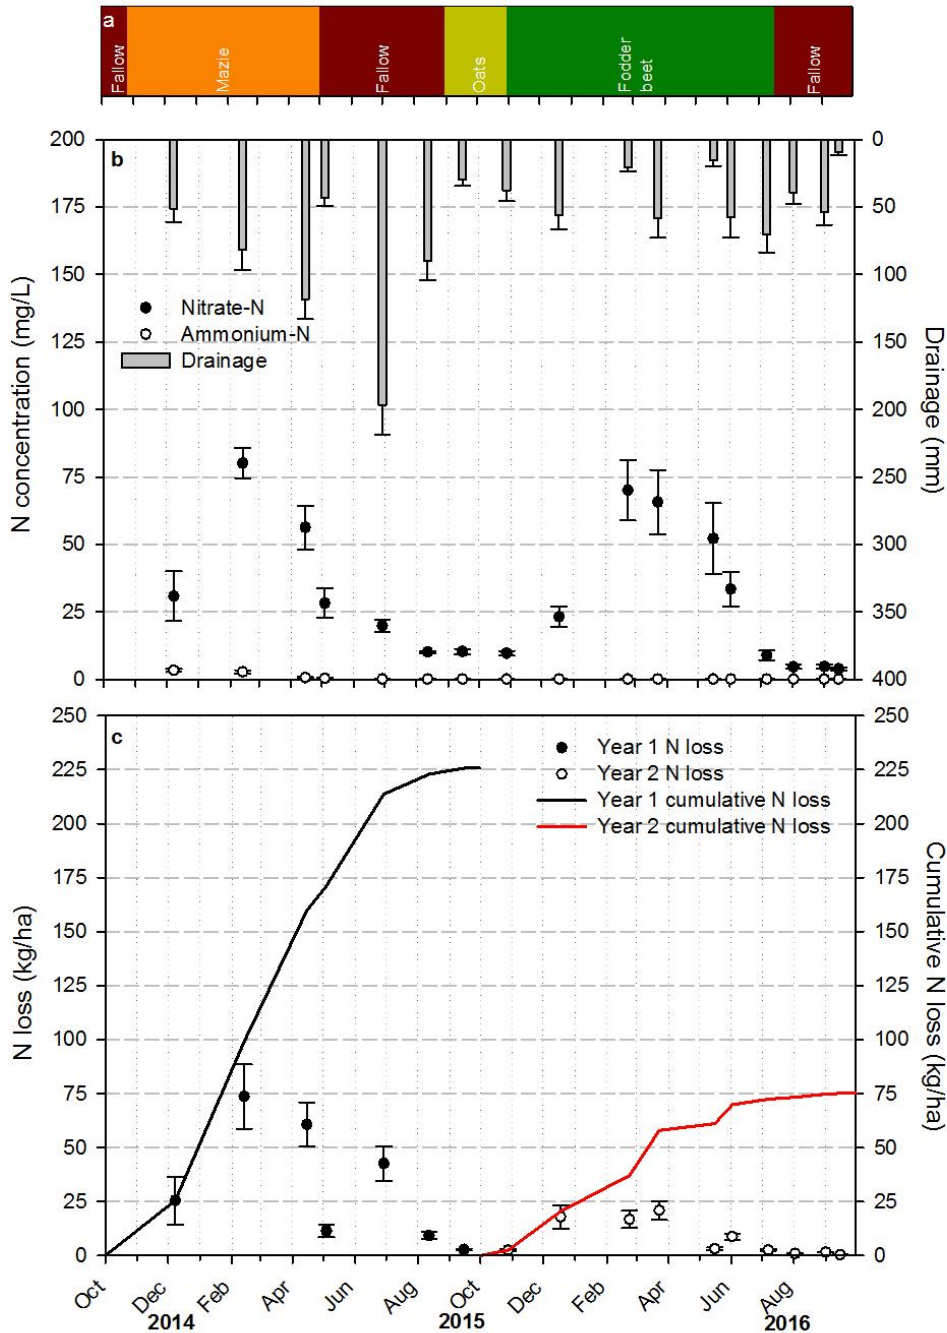 a
Fallow
Mazie
Fallow
Oats
Fodder
beet
Fallow
b
200
175
150
125
100
75
50
25
0
N concentration (mg/L)
Nitrate-N
Ammonium-N
Drainage
0
50
100
150
200
250
300
350
400
Drainage
(mm)
c
250
225
200
175
150
125
100
75
50
25
0
N loss (kg/ha)
Year 1 N loss
Year 2 N loss
Year 1 cumulative N loss
Year 2 cumulative N loss
250
225
200
175
150
125
100
75
50
25
0
Cumulative N loss
(kg/ha)
Oct
Dec
Feb
Apr
Jun
Aug
Oct
Dec
Feb
Apr
Jun
Aug
2014
2015
2016